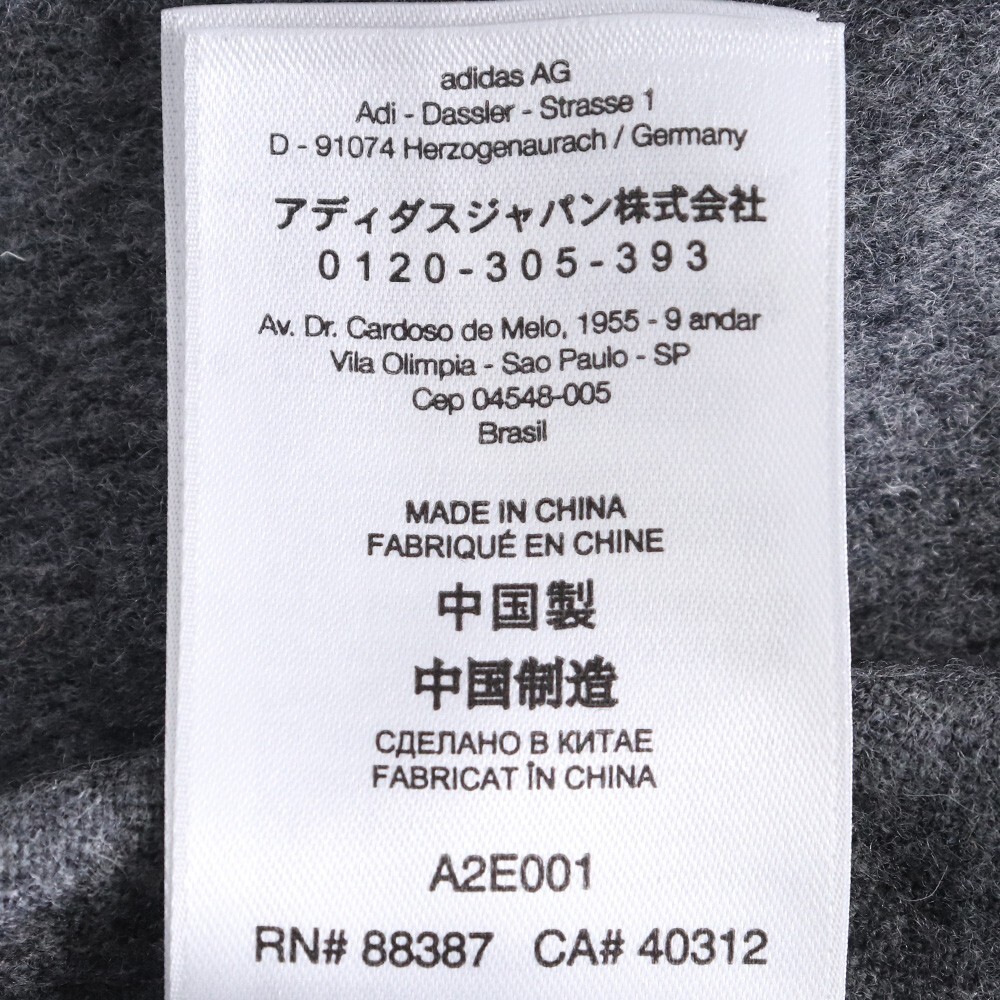 adidas AG
Adi - Dassler - Strasse 1
D - 91074 Herzogenaurach / Germany
アディダスジャパン株式会社
0120-305-393
Av. Dr. Cardoso de Melo, 1955 - 9 andar
Vila Olimpia - Sao Paulo - SP
Cep 04548-005
Brasil
MADE IN CHINA
FABRIQUÉ EN CHINE
中国製
中国制造
СДЕЛАНО В КИТАЕ
FABRICAT ÎN CHINA
A2E001
RN# 88387 CA# 40312